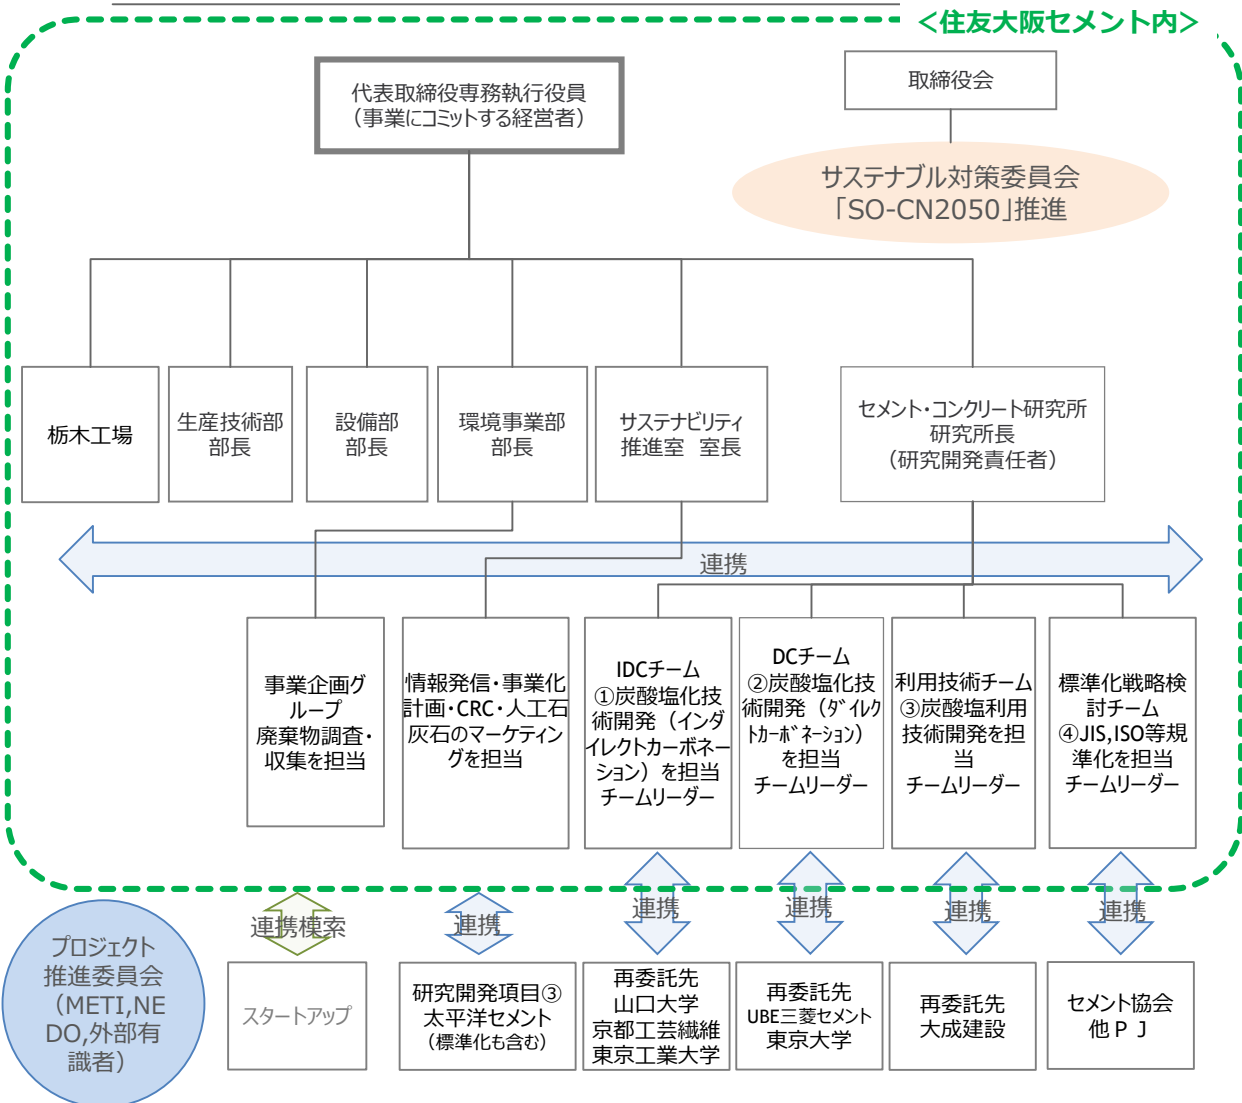 ＜住友大阪セメント内＞
代表取締役専務執行役員
（事業にコミットする経営者）
取締役会
サステナブル対策委員会
「SO-CN2050」推進
栃木工場
生産技術部
部長
設備部
部長
環境事業部
部長
サステナビリティ
推進室　室長
セメント・コンクリート研究所
研究所長
（研究開発責任者）
連携
事業企画グ
ループ
廃棄物調査・
収集を担当
情報発信・事業化
計画・CRC・人工石
灰石のマーケティン
グを担当
IDCチーム
①炭酸塩化技
術開発（インダ
イレクトカーボネー
ション）を担当
チームリーダー
DCチーム
②炭酸塩化技
術開発（ﾀﾞｲﾚｸ
ﾄｶｰﾎﾞﾈｰｼｮﾝ）
を担当
チームリーダー
利用技術チーム
③炭酸塩利用
技術開発を担
当
チームリーダー
標準化戦略検
討チーム
④JIS,ISO等規
準化を担当
チームリーダー
連携模索
連携
連携
連携
連携
連携
プロジェクト
推進委員会
（METI,NE
DO,外部有
識者）
スタートアップ
研究開発項目③
太平洋セメント
（標準化も含む）
再委託先
山口大学
京都工芸繊維
東京工業大学
再委託先
UBE三菱セメント
東京大学
再委託先
大成建設
セメント協会
他ＰＪ